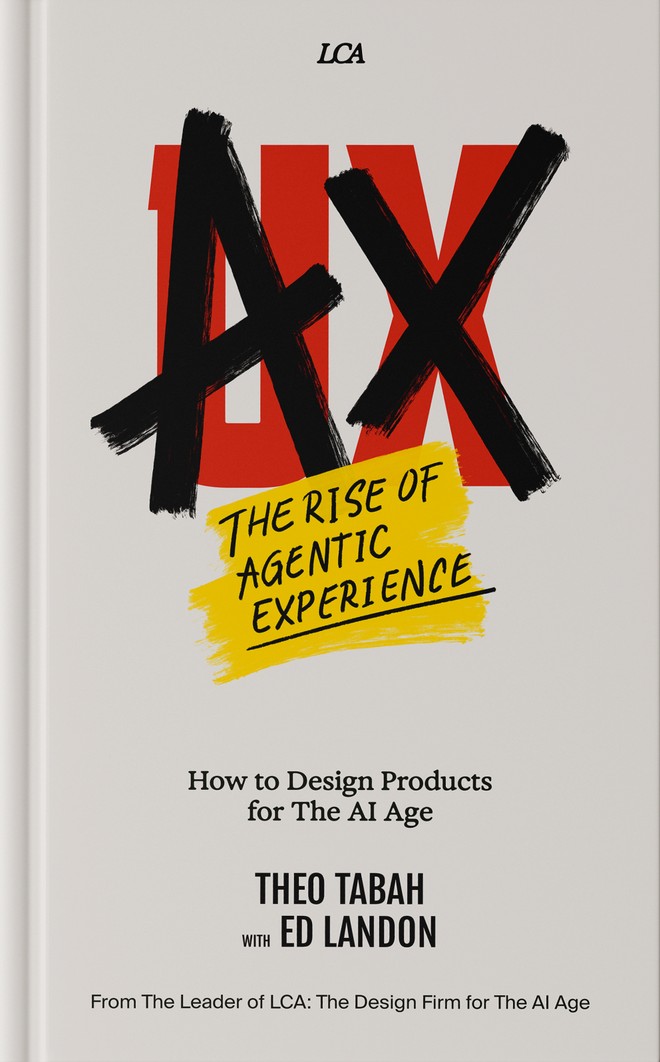 LCA
UX
AX
THE RISE OF
AGENTIC
EXPERIENCE
How to Design Products
for The AI Age
THEO TABAH
WITH ED LANDON
From The Leader of LCA: The Design Firm for The AI Age